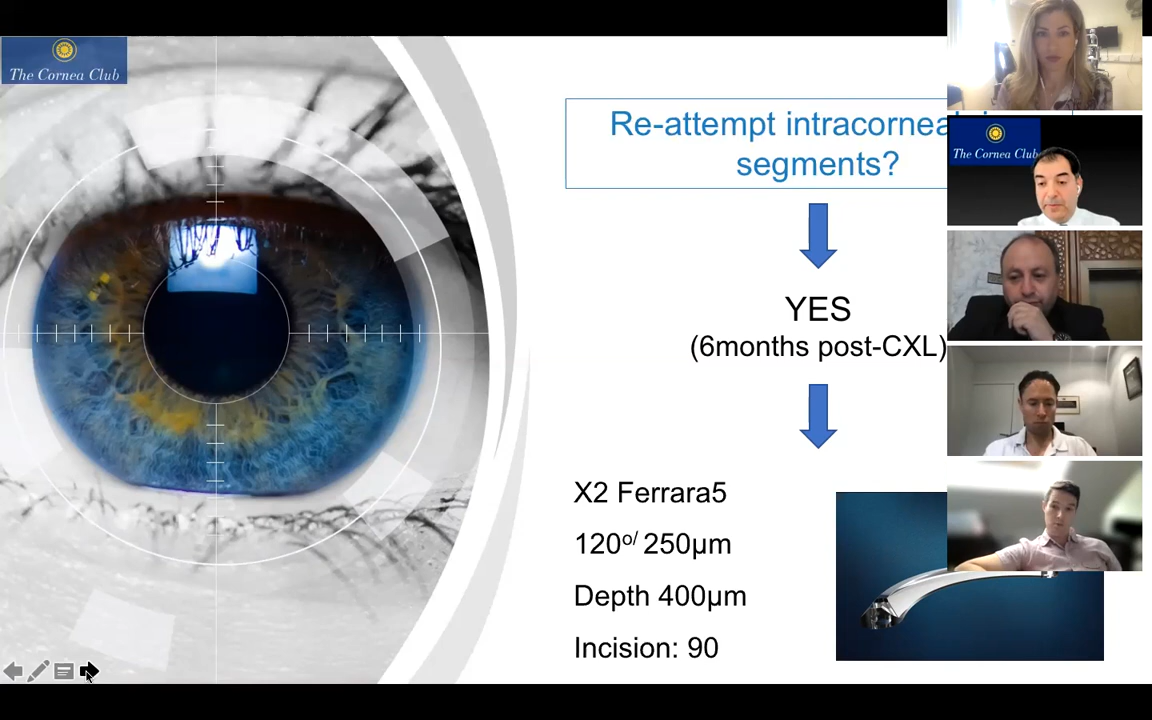 The Cornea Club
Re-attempt intracorneal
segments?
YES
(6months post-CXL)
X2 Ferrara5
120º/ 250µm
Depth 400µm
Incision: 90
The Cornea Club